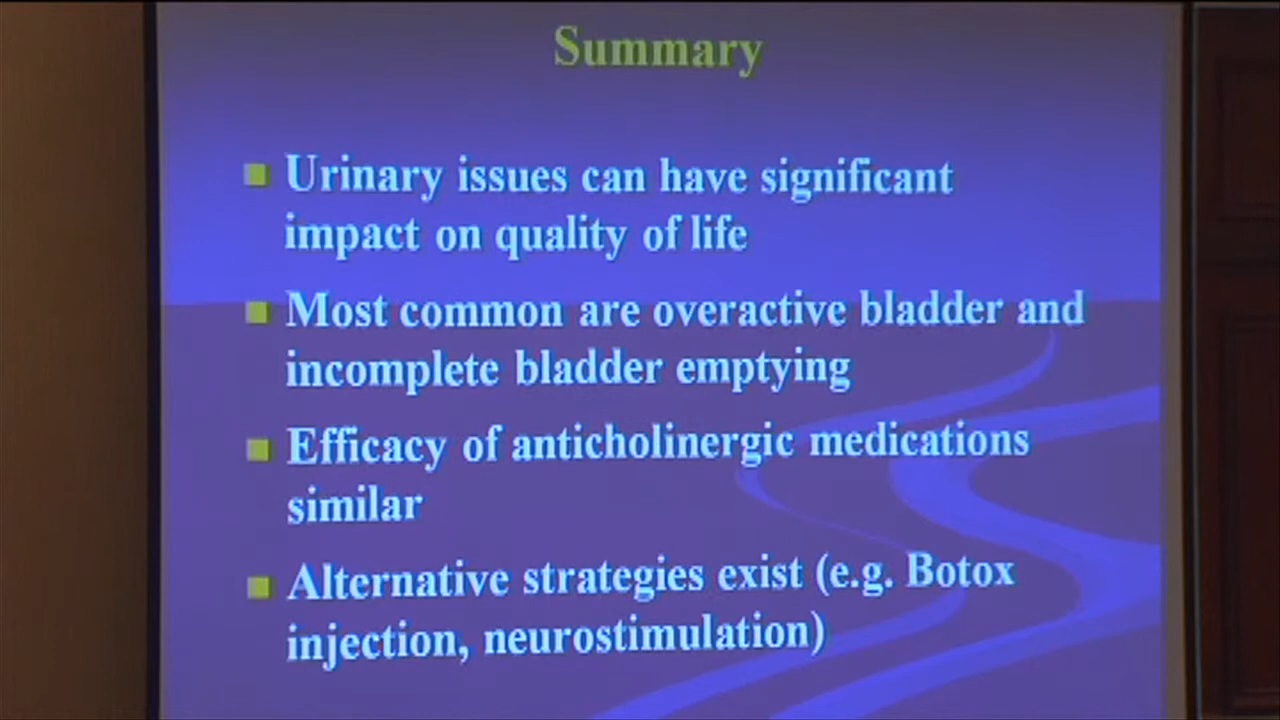 Summary
Urinary issues can have significant
impact on quality of life
Most common are overactive bladder and
incomplete bladder emptying
Efficacy of anticholinergic medications
similar
Alternative strategies exist (e.g. Botox
injection, neurostimulation)